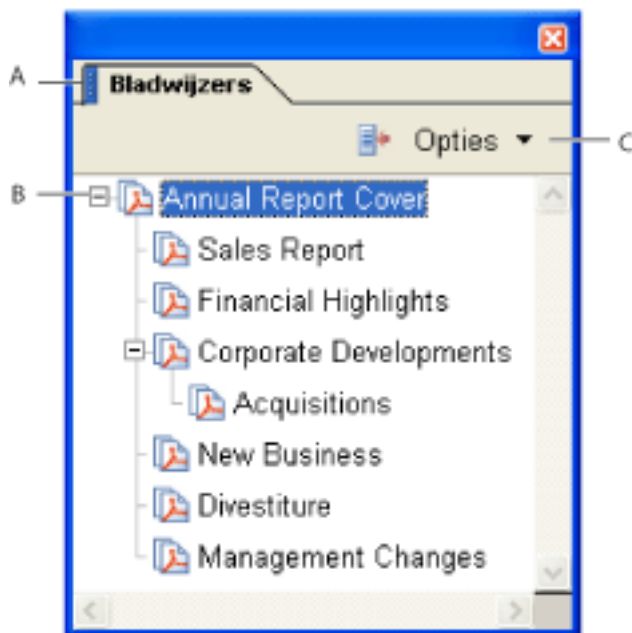 A
Bladwijzers
Opties
C
B
Annual Report Cover
Sales Report
Financial Highlights
Corporate Developments
Acquisitions
New Business
Divestiture
Management Changes